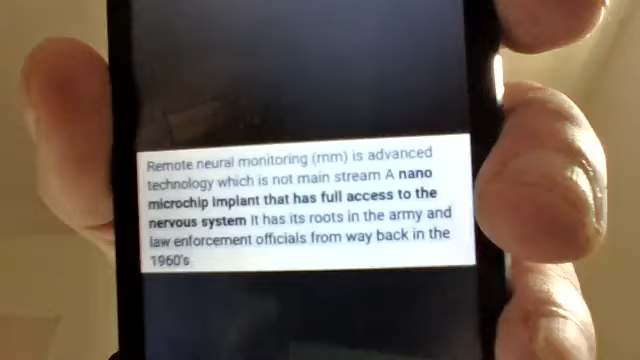 Remote neural monitoring (rnm) is advanced
technology which is not main stream A nano
microchip implant that has full access to the
nervous system It has its roots in the army and
law enforcement officials from way back in the
1960's